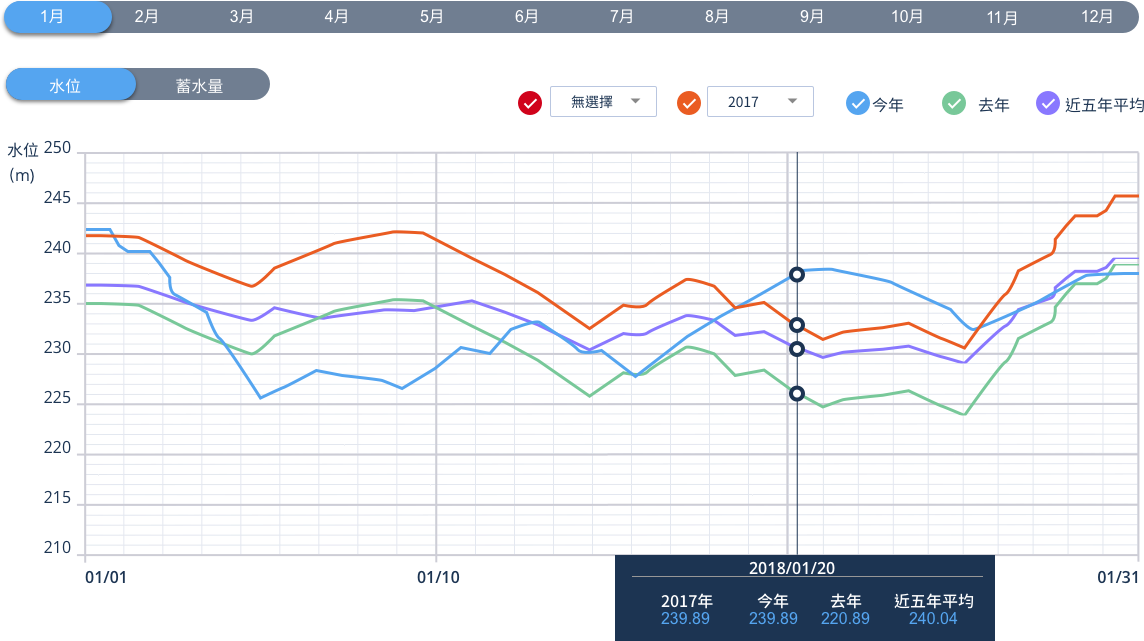 1月 2月 3月 4月 5月 6月 7月 8月 9月 10月 11月 12月
水位 蓄水量
無選擇 2017 今年 去年 近五年平均
水位 250
(m)
245
240
235
230
225
220
215
210
01/01 01/10 01/31
2018/01/20
2017年 今年 去年 近五年平均
239.89 239.89 220.89 240.04